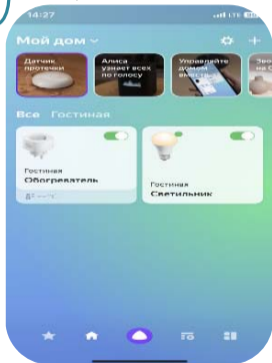 14:27
LTE
Мой дом
Датчик протечки
Алиса узнает всех по голосу
Управляйте домом вместе
Все Гостиная
Гостиная
Обогреватель
Гостиная
Светильник